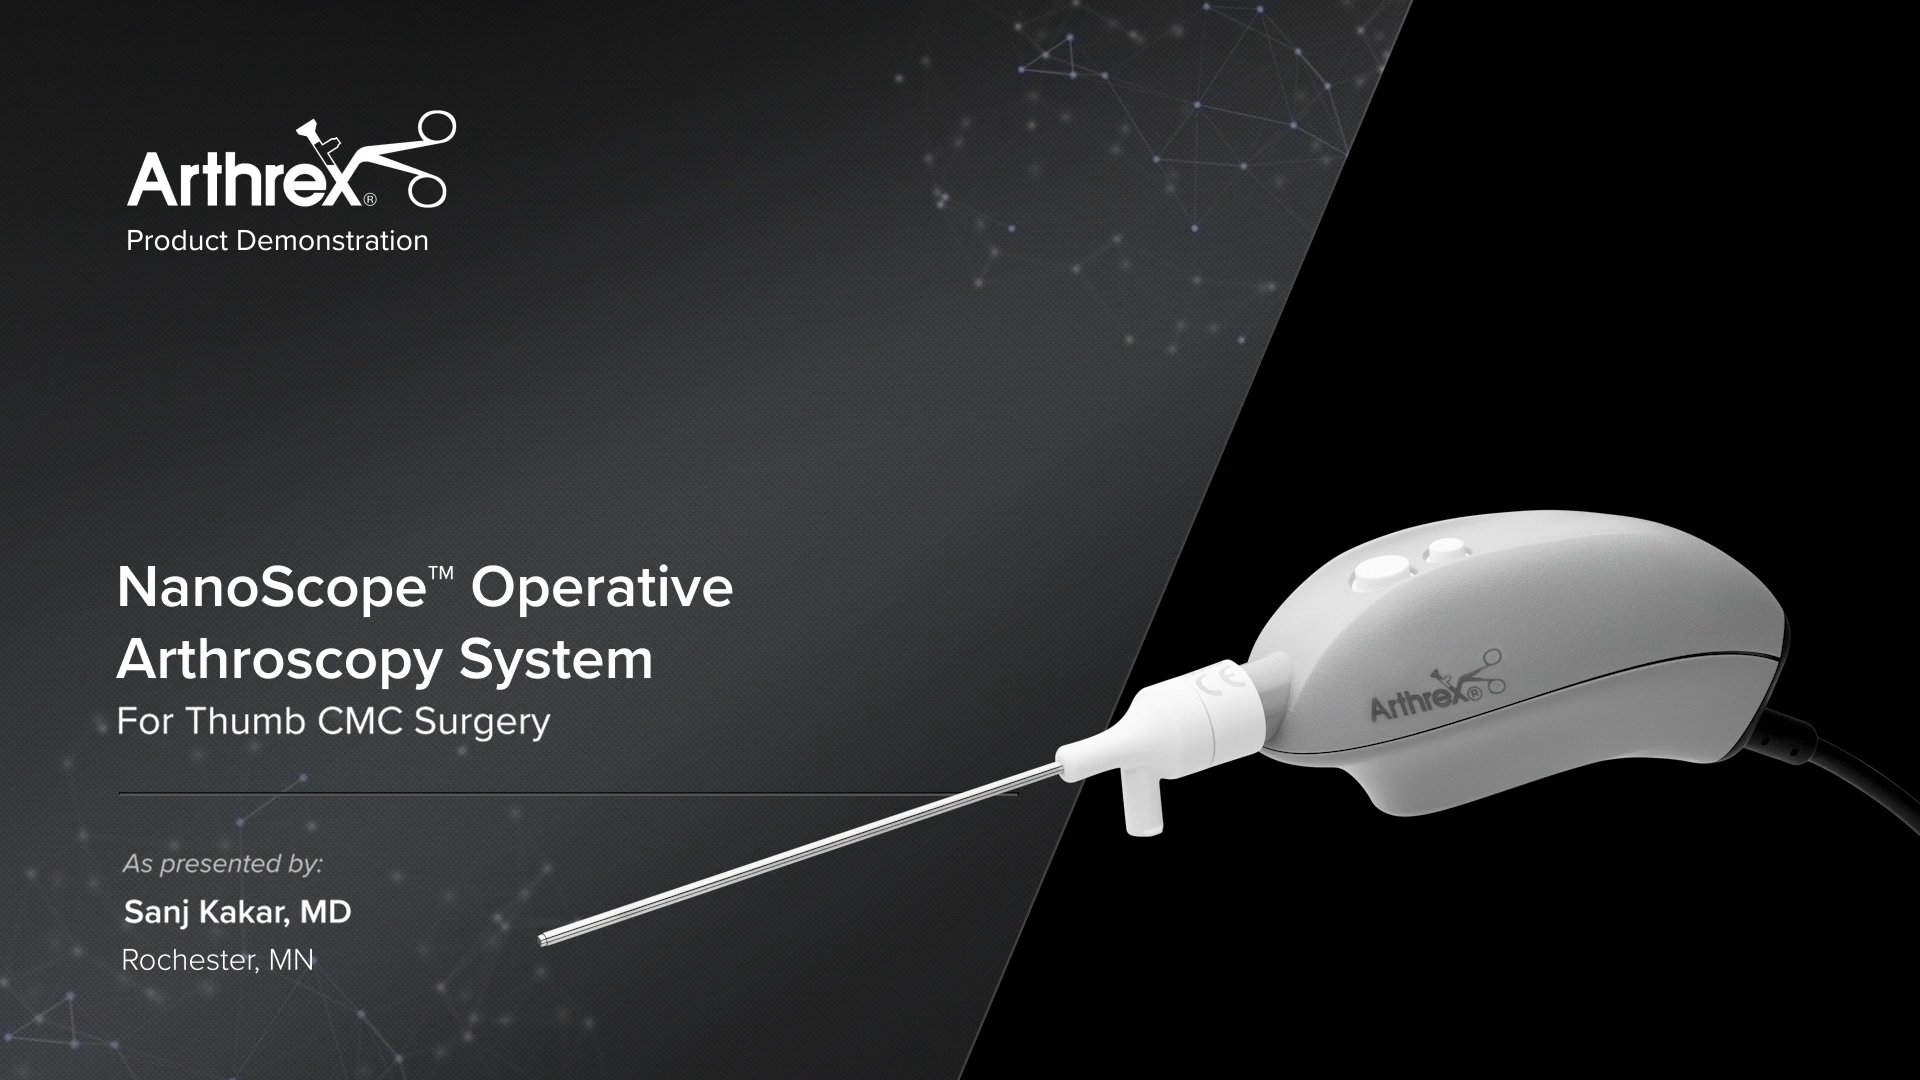 Arthrex®
Product Demonstration
NanoScope™ Operative
Arthroscopy System
For Thumb CMC Surgery
As presented by:
Sanj Kakar, MD
Rochester, MN
CE
Arthrex®